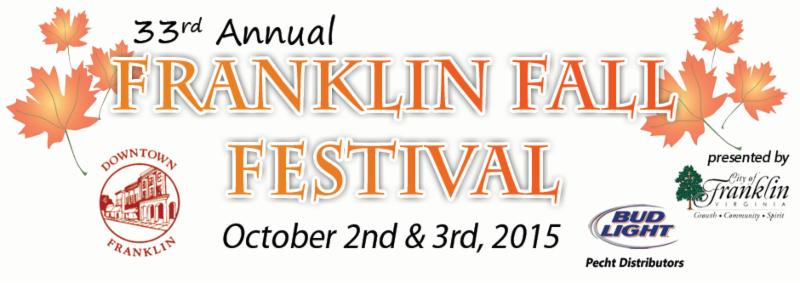 33rd Annual
FRANKLIN FALL
FESTIVAL
October 2nd & 3rd, 2015
DOWNTOWN
FRANKLIN
presented by
City of
Franklin
VIRGINIA
Growth • Community • Spirit
BUD
LIGHT
Pecht Distributors